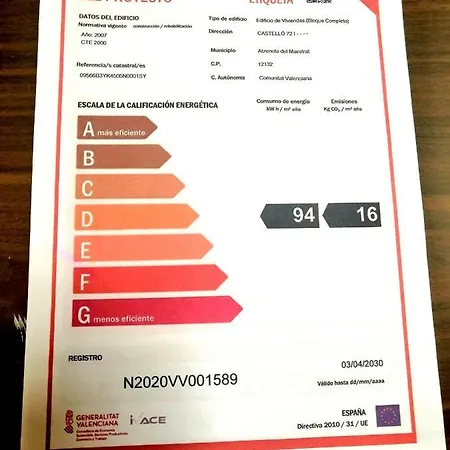 ETIQUETA
DATOS DEL EDIFICIO
Normativa vigente construcción / rehabilitación
Año. 2007
CTE 2006
Referencia/s catastral/es
Tipo de edificio Edificio de Viviendas (Bloque Completo)
Dirección CASTELLÓ 72 I - - - -
Municipio Atzeneta del Maestrat
C.P. 12132
C. Autónoma Comunitat Valenciana
ESCALA DE LA CALIFICACIÓN ENERGÉTICA
Consumo de energía
kW h / m² año
Emisiones
Kg CO₂ / m² año
A más eficiente
B
C
D 94 16
E
F
G menos eficiente
REGISTRO
N2020VV001589
03/04/2030
Válido hasta dd/mm/aaaa
GENERALITAT
VALENCIANA
IVACE
ESPAÑA
Directiva 2010 / 31 / UE